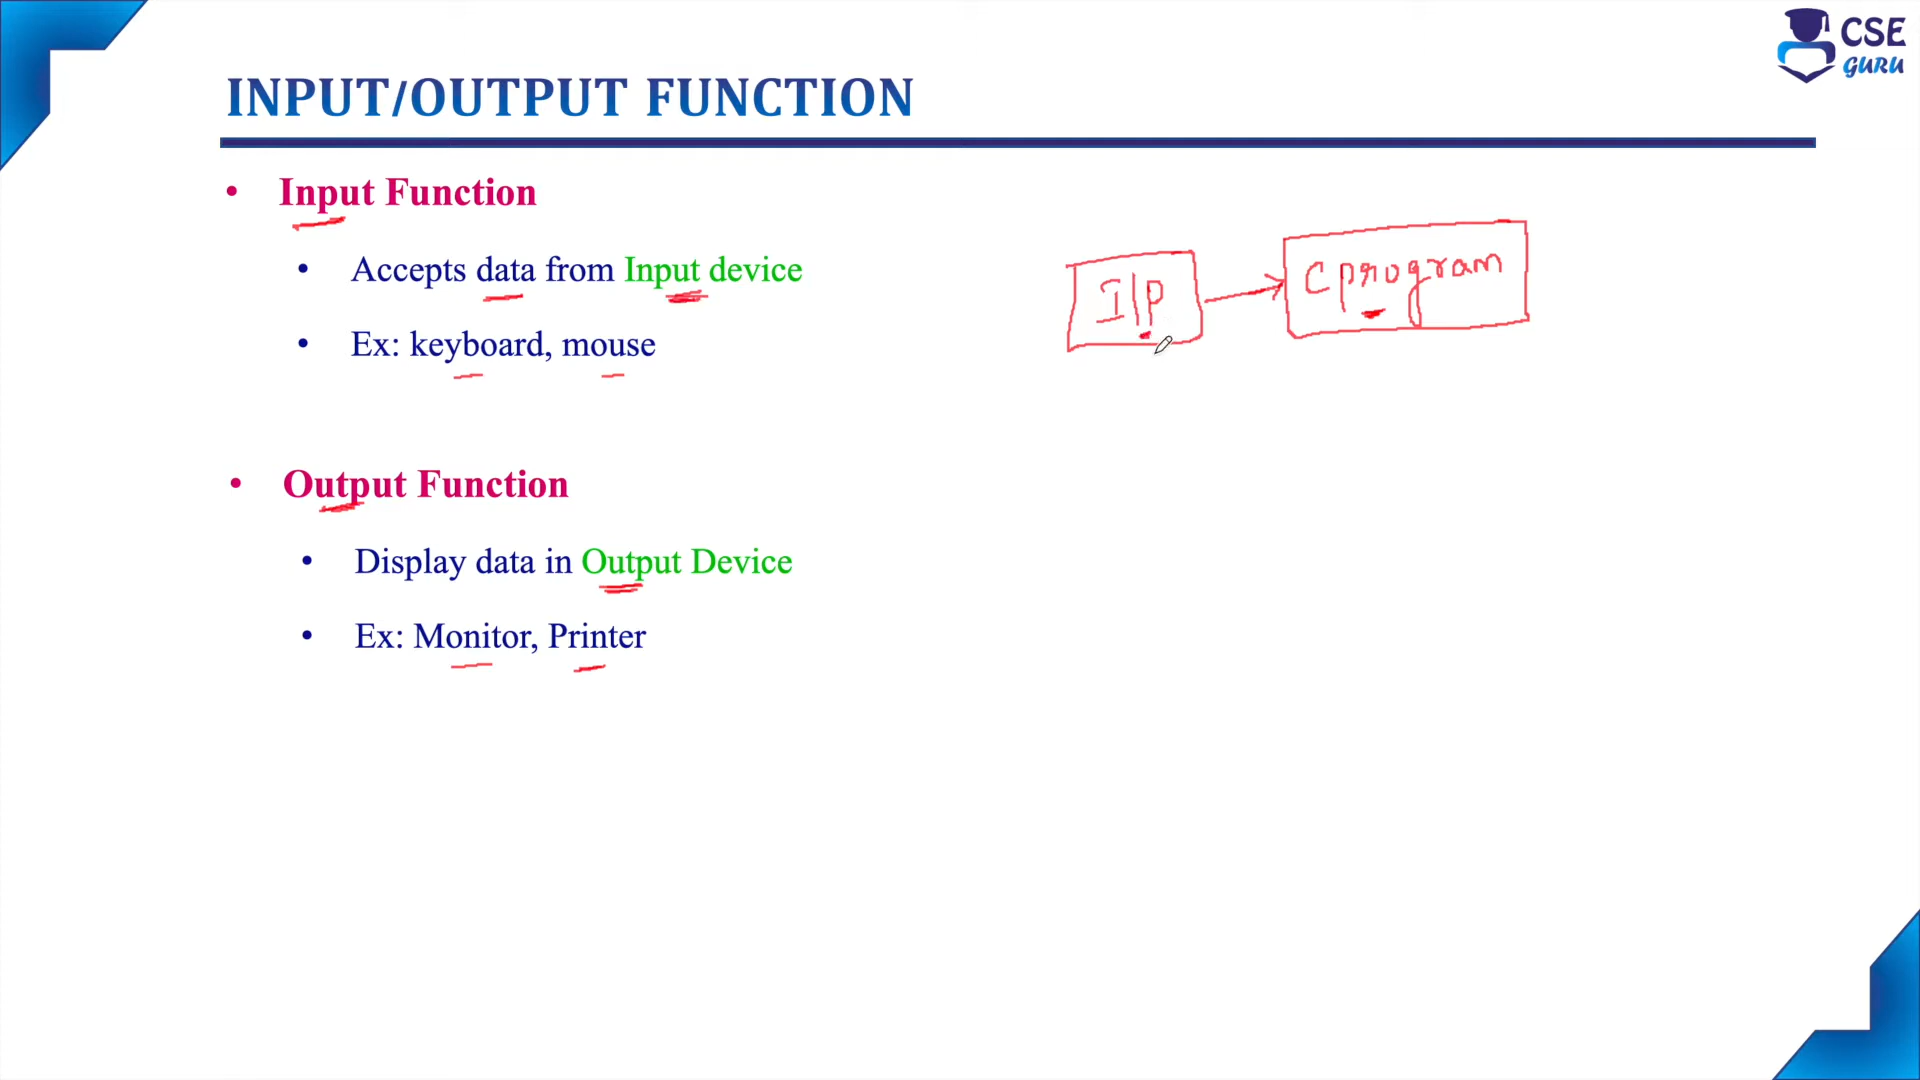 CSE
GURU
INPUT/OUTPUT FUNCTION
• Input Function
• Accepts data from Input device
• Ex: keyboard, mouse
I/P
C program
• Output Function
• Display data in Output Device
• Ex: Monitor, Printer